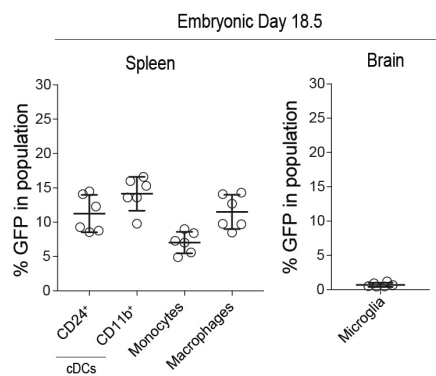 Embryonic Day 18.5
Spleen
% GFP in population
30
25
20
15
10
5
0
CD24⁺
CD11b⁺
Monocytes
Macrophages
cDCs
Brain
% GFP in population
30
25
20
15
10
5
0
Microglia